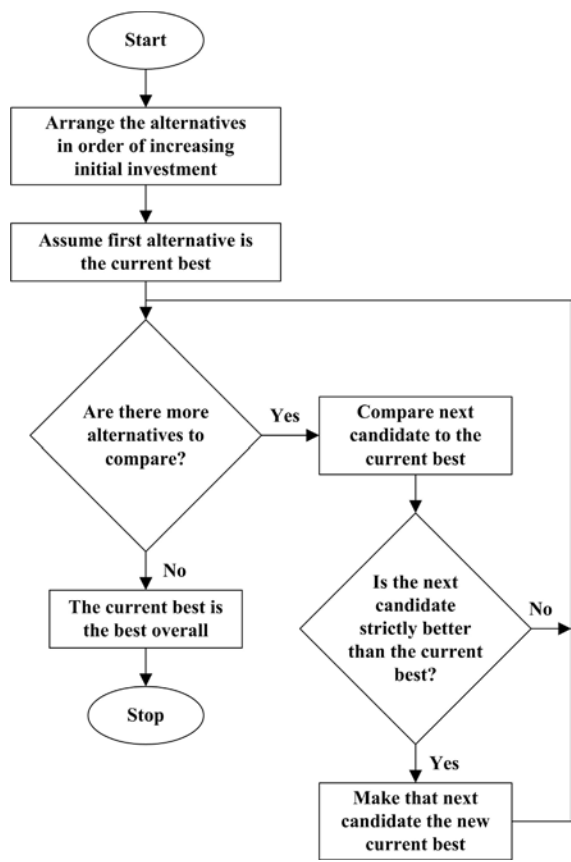 Start
Arrange the alternatives
in order of increasing
initial investment
Assume first alternative is
the current best
Are there more
alternatives to
compare?
Yes
Compare next
candidate to the
current best
No
The current best is
the best overall
Stop
Is the next
candidate
strictly better
than the current
best?
No
Yes
Make that next
candidate the new
current best